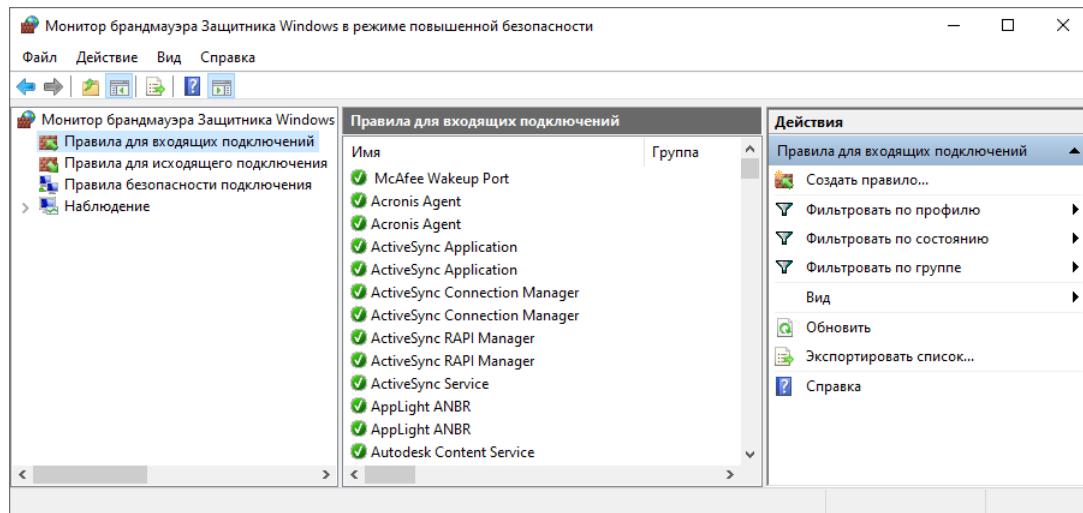 Монитор брандмауэра Защитника Windows в режиме повышенной безопасности
Файл Действие Вид Справка
Монитор брандмауэра Защитника Windows
Правила для входящих подключений
Правила для исходящего подключения
Правила безопасности подключения
Наблюдение
Правила для входящих подключений
Имя Группа
McAfee Wakeup Port
Acronis Agent
Acronis Agent
ActiveSync Application
ActiveSync Application
ActiveSync Connection Manager
ActiveSync Connection Manager
ActiveSync RAPI Manager
ActiveSync RAPI Manager
ActiveSync Service
AppLight ANBR
AppLight ANBR
Autodesk Content Service
Действия
Правила для входящих подключений
Создать правило...
Фильтровать по профилю
Фильтровать по состоянию
Фильтровать по группе
Вид
Обновить
Экспортировать список...
Справка